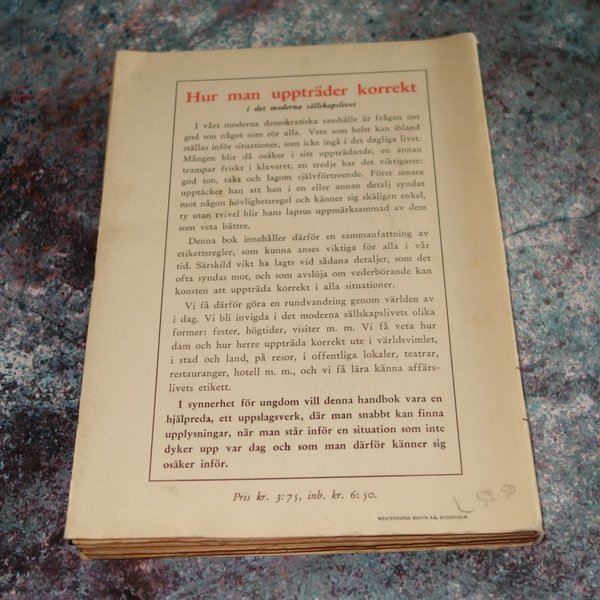 Hur man uppträder korrekt
i det moderna sällskapslivet
I vårt moderna demokratiska samhälle är frågan om
god ton något som rör alla. Vem som helst kan ibland
ställas inför situationer, som icke ingå i det dagliga livet.
Mången blir då osäker i sitt uppträdande, en annan
trampar friskt i klaveret, en tredje har det viktigaste:
god ton, takt och lagom självförtroende. Först senare
upptäcker han att han i en eller annan detalj syndat
mot någon hövlighetsregel och känner sig skäligen enkel,
ty utan tvivel blir hans lapsus uppmärksammad av dem
som veta bättre.
Denna bok innehåller därför en sammanfattning av
etikettsregler, som kunna anses viktiga för alla i vår
tid. Särskild vikt ha lagts vid sådana detaljer, som det
ofta syndas mot, och som avslöja om vederbörande kan
konsten att uppträda korrekt i alla situationer.
Vi få därför göra en rundvandring genom världen av
i dag. Vi bli invigda i det moderna sällskapslivets olika
former: fester, högtider, visiter m. m. Vi få veta hur
dam och hur herre uppträda korrekt ute i världsvimlet,
i stad och land, på resor, i offentliga lokaler, teatrar,
restauranger, hotell m. m., och vi få lära känna affärs-
livets etikett.
I synnerhet för ungdom vill denna handbok vara en
hjälpreda, ett uppslagsverk, där man snabbt kan finna
upplysningar, när man står inför en situation som inte
dyker upp var dag och som man därför känner sig
osäker inför.
Pris kr. 3:75, inb. kr. 6:50.
52.50
WESTERBERGS BOKTR. A.B., STOCKHOLM